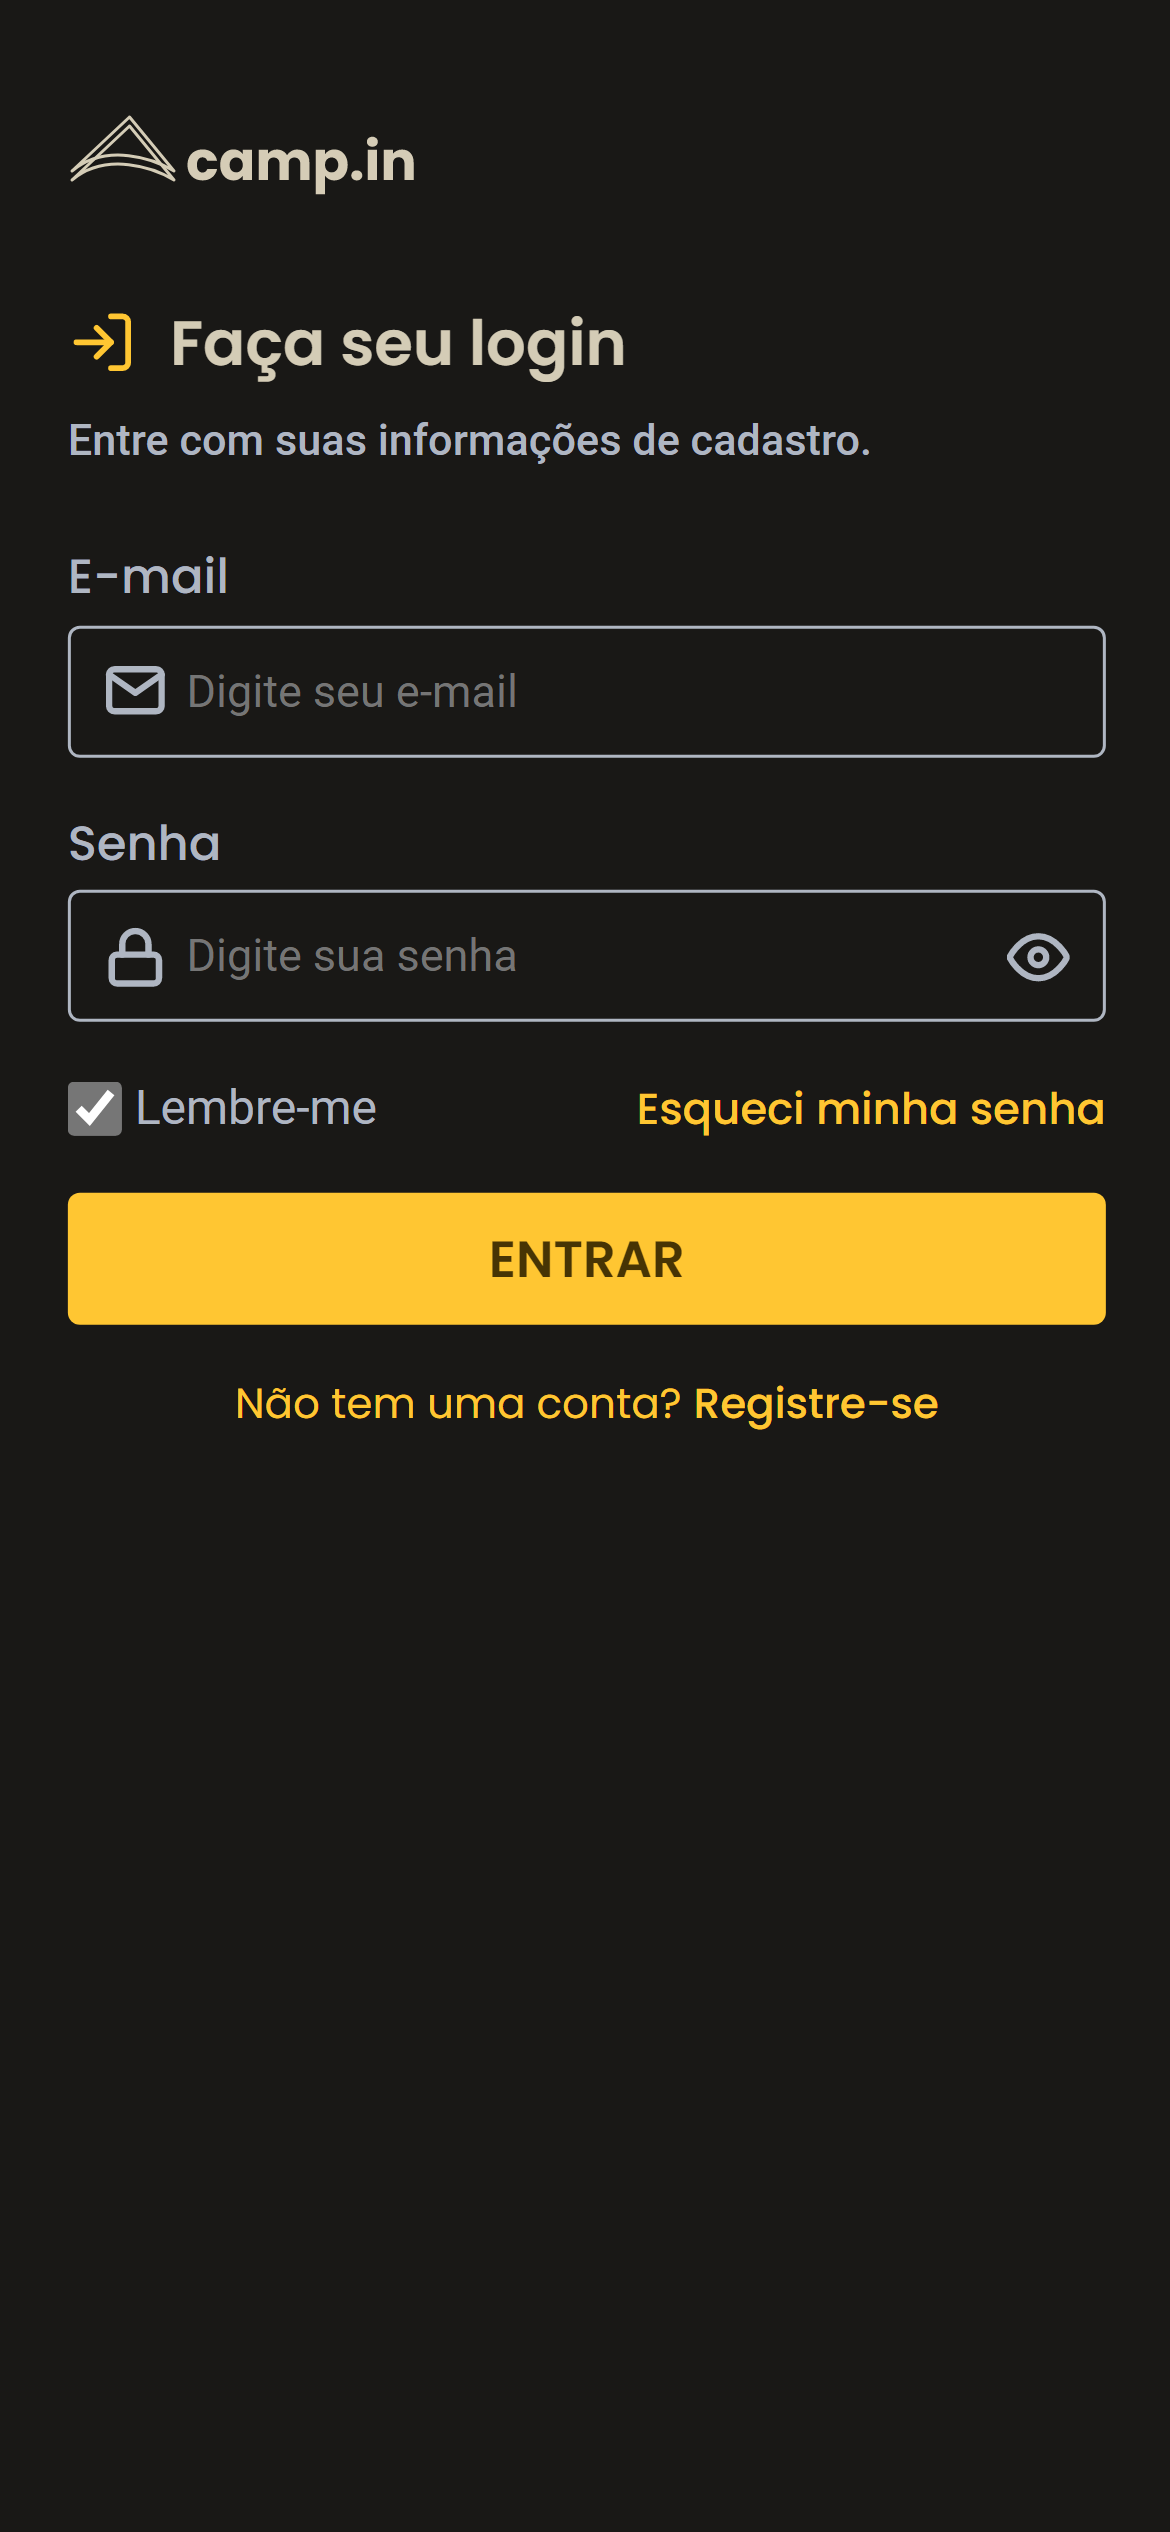 camp.in
Faça seu login
Entre com suas informações de cadastro.
E-mail
Digite seu e-mail
Senha
Digite sua senha
Lembre-me Esqueci minha senha
ENTRAR
Não tem uma conta? Registre-se